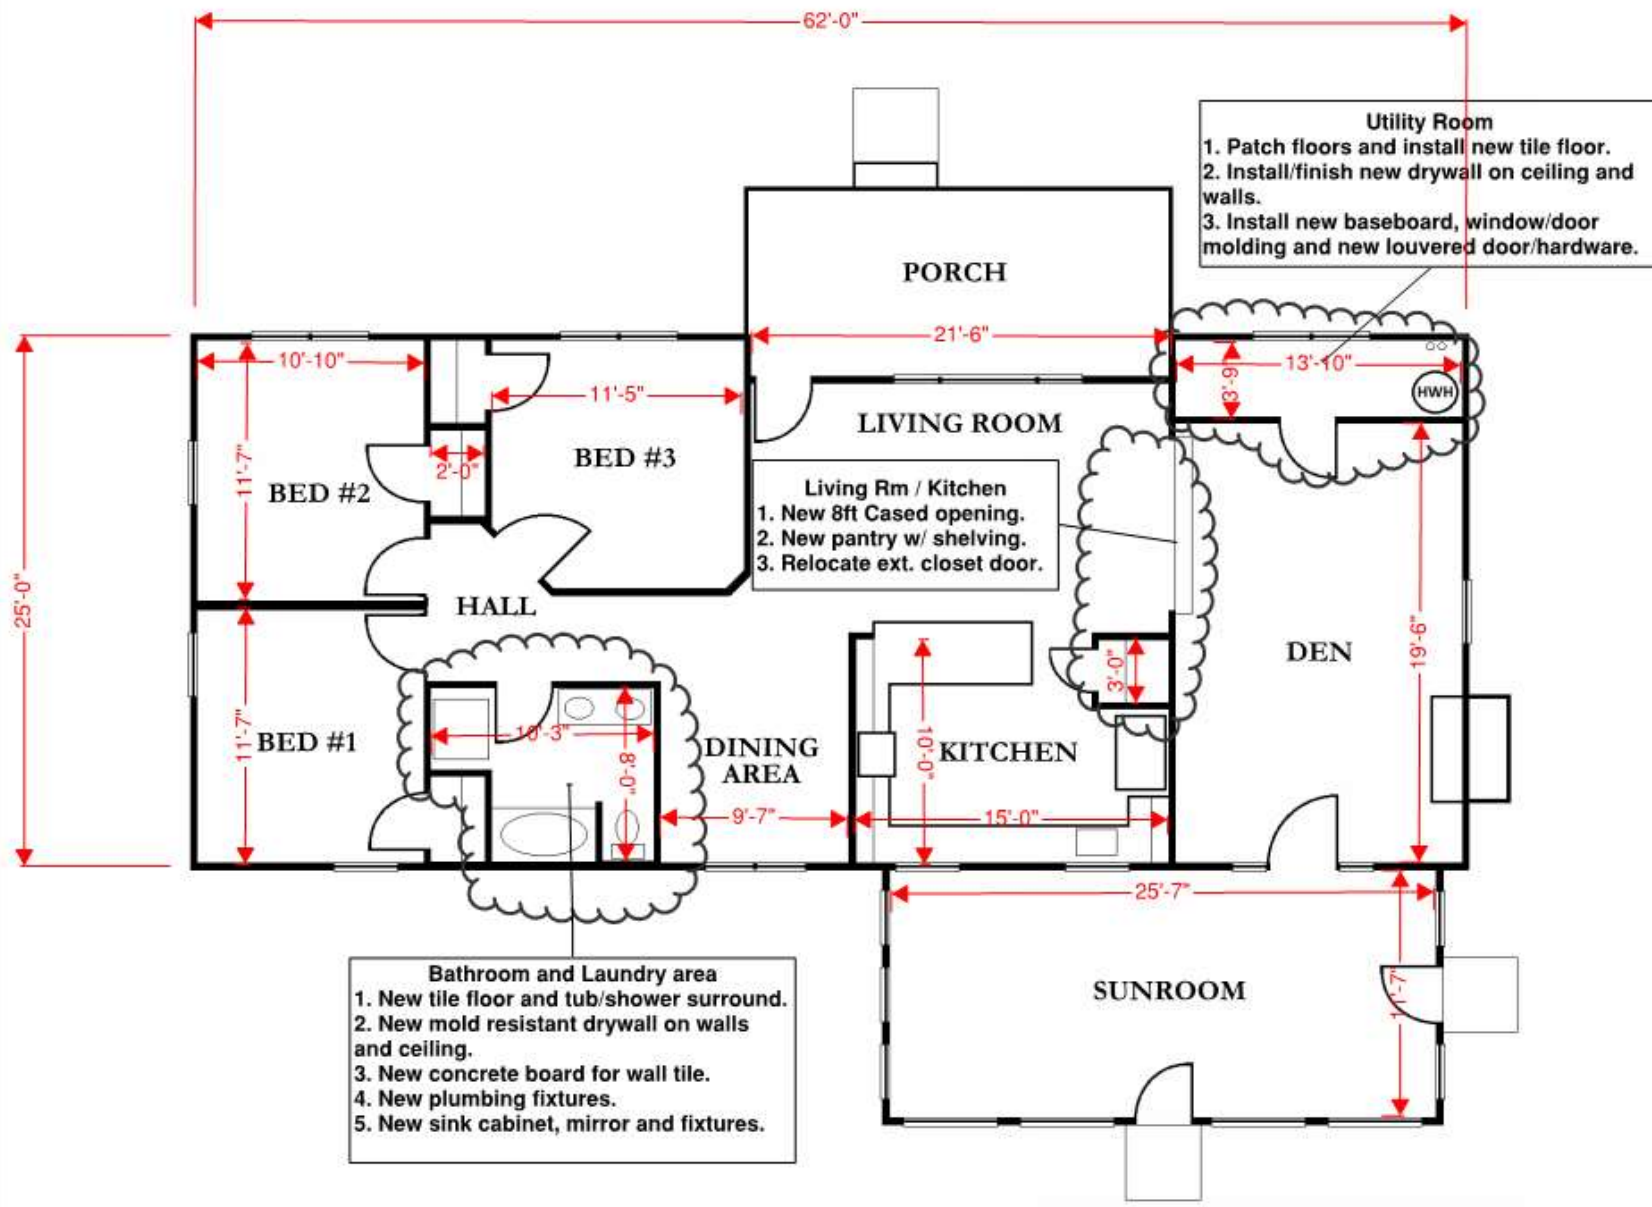 62'-0"
Utility Room
1. Patch floors and install new tile floor.
2. Install/finish new drywall on ceiling and
walls.
3. Install new baseboard, window/door
molding and new louvered door/hardware.
PORCH
21'-6"
10'-10"
11'-5"
13'-10"
3'-9"
HWH
LIVING ROOM
BED #3
2'-0"
11'-7"
BED #2
Living Rm / Kitchen
1. New 8ft Cased opening.
2. New pantry w/ shelving.
3. Relocate ext. closet door.
25'-0"
HALL
DEN
19'-6"
3'-0"
11'-7"
BED #1
10'-3"
8'-0"
DINING
AREA
10'-0"
KITCHEN
9'-7"
15'-0"
25'-7"
SUNROOM
11'-7"
Bathroom and Laundry area
1. New tile floor and tub/shower surround.
2. New mold resistant drywall on walls
and ceiling.
3. New concrete board for wall tile.
4. New plumbing fixtures.
5. New sink cabinet, mirror and fixtures.